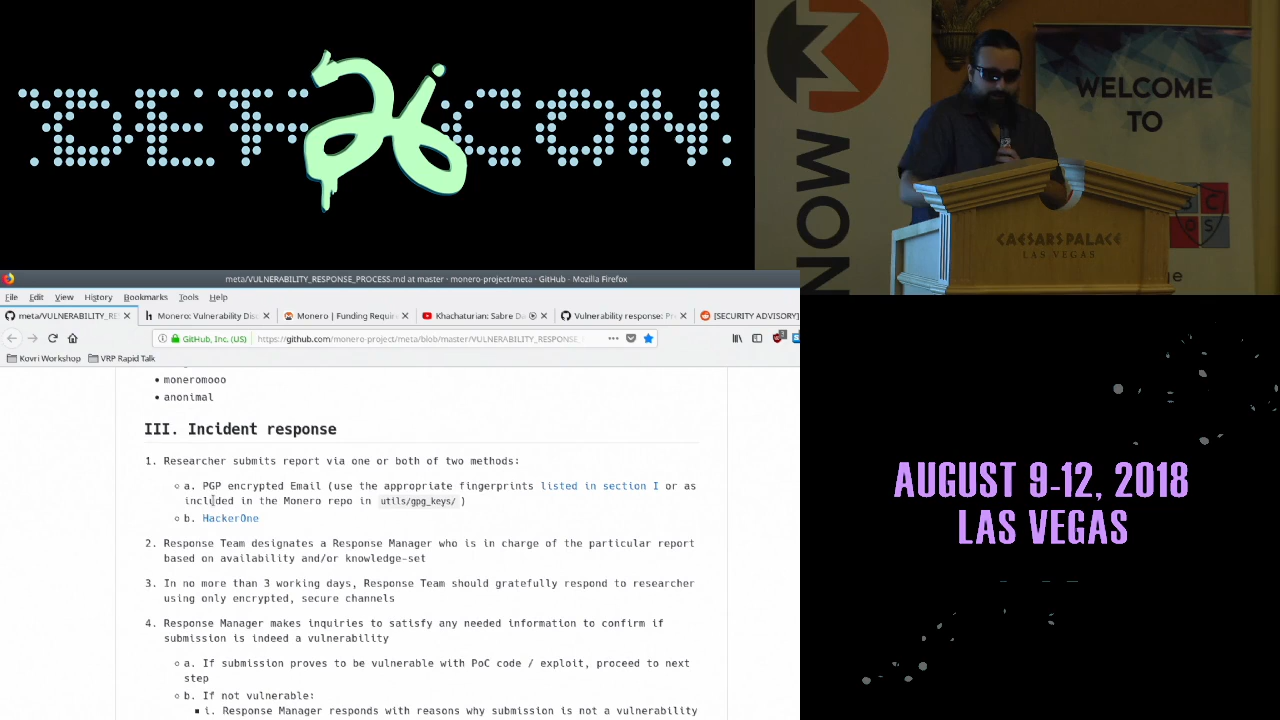 DEF 26 CON
MONERO
WELCOME
TO
CAESARS PALACE
LAS VEGAS
meta/VULNERABILITY_RESPONSE_PROCESS.md at master · monero-project/meta · GitHub - Mozilla Firefox
File Edit View History Bookmarks Tools Help
meta/VULNERABILITY_RES
Monero: Vulnerability Disc
Monero | Funding Require
Khachaturian: Sabre Da
Vulnerability response: Pr
[SECURITY ADVISORY]
GitHub, Inc. (US)
https://github.com/monero-project/meta/blob/master/VULNERABILITY_RESPONSE_
Kovri Workshop
VRP Rapid Talk
• moneromooo
• anonimal
III. Incident response
1. Researcher submits report via one or both of two methods:
a. PGP encrypted Email (use the appropriate fingerprints listed in section I or as
included in the Monero repo in utils/gpg_keys/ )
b. HackerOne
2. Response Team designates a Response Manager who is in charge of the particular report
based on availability and/or knowledge-set
3. In no more than 3 working days, Response Team should gratefully respond to researcher
using only encrypted, secure channels
4. Response Manager makes inquiries to satisfy any needed information to confirm if
submission is indeed a vulnerability
a. If submission proves to be vulnerable with PoC code / exploit, proceed to next
step
b. If not vulnerable:
i. Response Manager responds with reasons why submission is not a vulnerability
AUGUST 9-12, 2018
LAS VEGAS